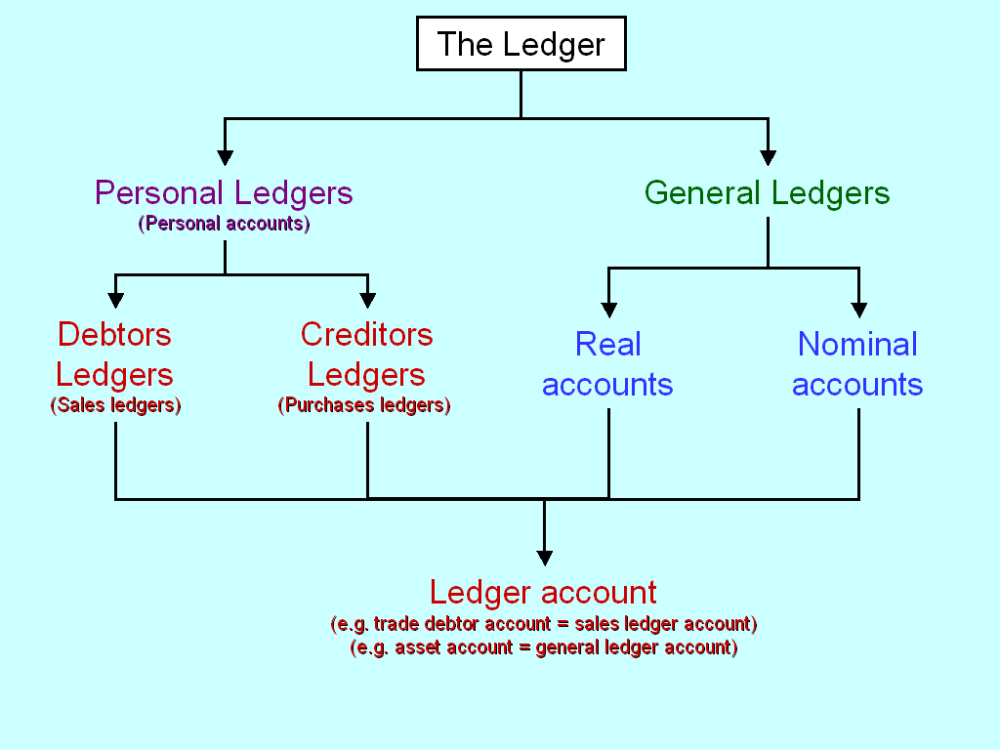 The Ledger
Personal Ledgers
(Personal accounts)
General Ledgers
Debtors
Ledgers
(Sales ledgers)
Creditors
Ledgers
(Purchases ledgers)
Real
accounts
Nominal
accounts
Ledger account
(e.g. trade debtor account = sales ledger account)
(e.g. asset account = general ledger account)